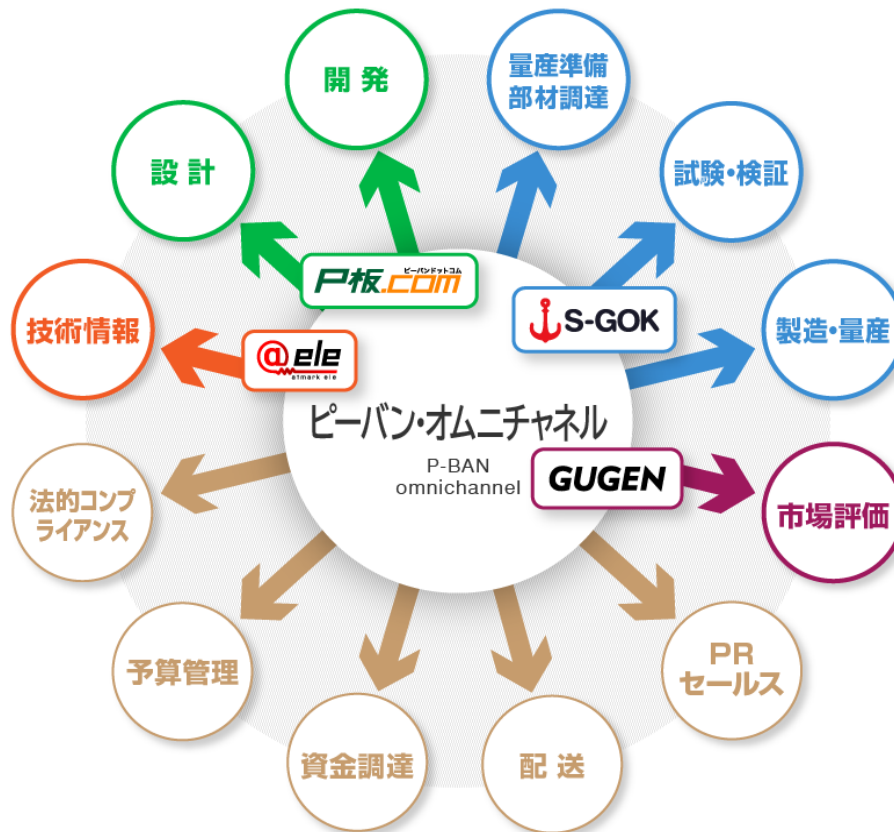 開発
量産準備
部材調達
設計
試験・検証
ピーバンドットコム
P板.com
S-GOK
技術情報
@ele
atmark ele
製造・量産
ピーバン・オムニチャネル
P-BAN
omnichannel
GUGEN
法的コンプ
ライアンス
市場評価
予算管理
PR
セールス
資金調達
配送